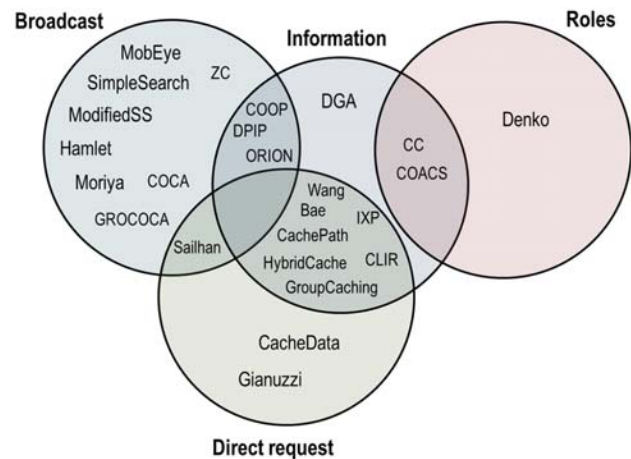 Broadcast
Information
Roles
MobEye
SimpleSearch
ZC
ModifiedSS
Hamlet
Moriya
COCA
GROCOCA
COOP
DPIP
ORION
DGA
CC
COACS
Denko
Sailhan
Wang
Bae
IXP
CachePath
HybridCache
CLIR
GroupCaching
CacheData
Gianuzzi
Direct request